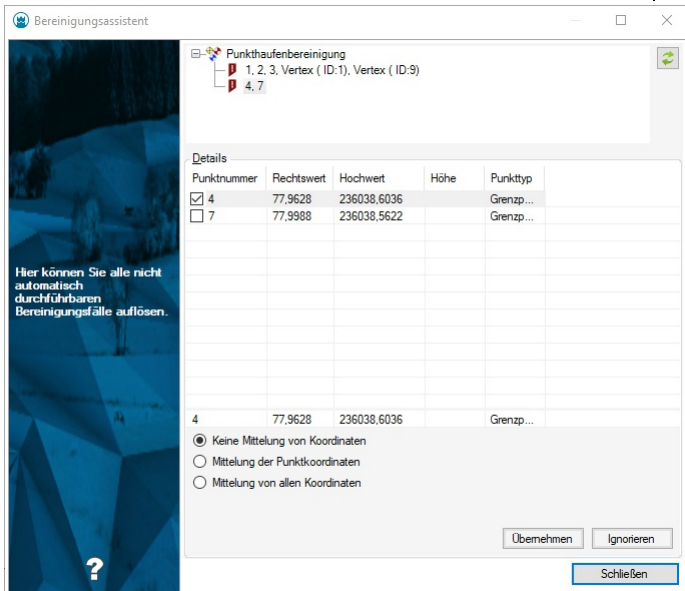 Bereinigungsassistent
Punkthaufenbereinigung
1, 2, 3, Vertex ( ID:1), Vertex ( ID:9)
4, 7
Details
Punktnummer Rechtswert Hochwert Höhe Punkttyp
4 77,9628 236038,6036 Grenzp...
7 77,9988 236038,5622 Grenzp...
Hier können Sie alle nicht
automatisch
durchführbaren
Bereinigungsfälle auflösen.
4 77,9628 236038,6036 Grenzp...
Keine Mittelung von Koordinaten
Mittelung der Punktkoordinaten
Mittelung von allen Koordinaten
Übernehmen Ignorieren
?
Schließen